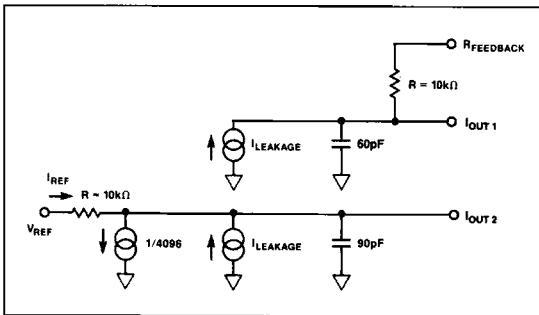 RFEEDBACK
R = 10kΩ
IOUT 1
ILEAKAGE
60pF
IREF
R ~ 10kΩ
VREF
1/4096
ILEAKAGE
90pF
IOUT 2